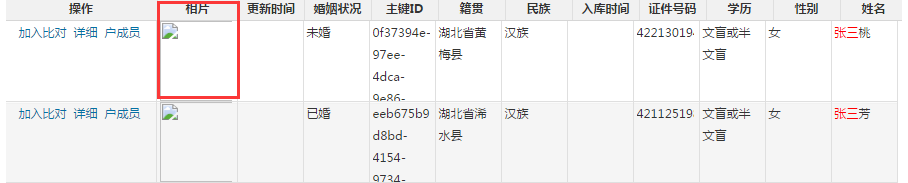 操作 相片 更新时间 婚姻状况 主键ID 籍贯 民族 入库时间 证件号码 学历 性别 姓名
加入比对 详细 户成员 未婚 0f37394e- 湖北省黄 汉族 42213019 文盲或半 女 张三桃
97ee- 梅县 文盲
4dca-
9e86-
加入比对 详细 户成员 已婚 eeb675b9 湖北省浠 汉族 42112519 文盲或半 女 张三芳
d8bd- 水县 文盲
4154-
9734-